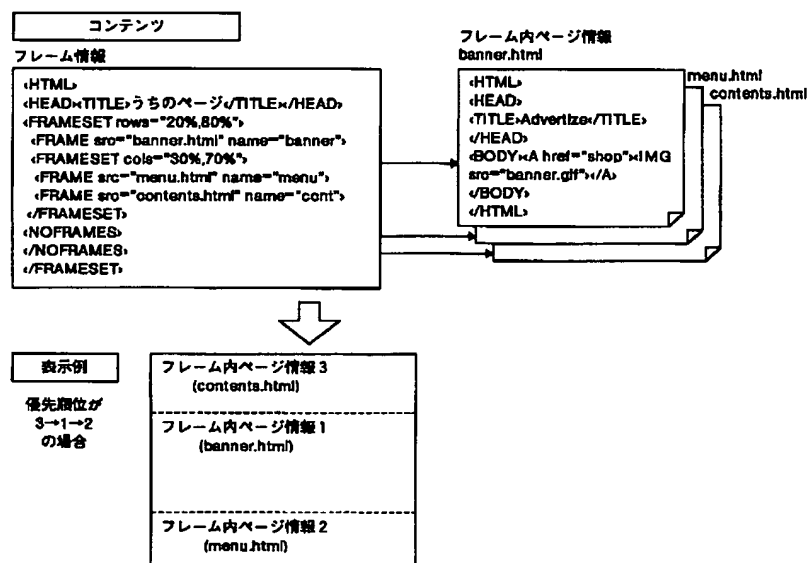 コンテンツ
フレーム情報
<HTML>
<HEAD><TITLE>うちのページ</TITLE></HEAD>
<FRAMESET rows="20%,80%">
<FRAME src="banner.html" name="banner">
<FRAMESET cols="30%,70%">
<FRAME src="menu.html" name="menu">
<FRAME src="contents.html" name="cont">
</FRAMESET>
<NOFRAMES>
</NOFRAMES>
</FRAMESET>
フレーム内ページ情報
banner.html
<HTML>
<HEAD>
<TITLE>Advertize</TITLE>
</HEAD>
<BODY><A href="shop"><IMG
src="banner.gif"></A>
</BODY>
</HTML>
menu.html
contents.html
表示例
優先順位が
3→1→2
の場合
フレーム内ページ情報3
(contents.html)
フレーム内ページ情報1
(banner.html)
フレーム内ページ情報2
(menu.html)